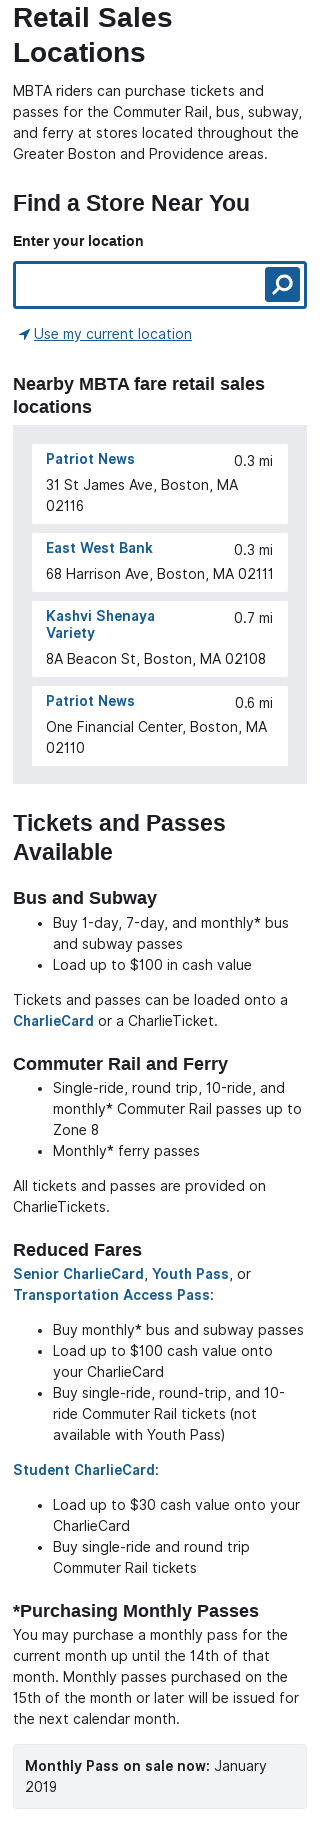 Retail Sales
Locations
MBTA riders can purchase tickets and
passes for the Commuter Rail, bus, subway,
and ferry at stores located throughout the
Greater Boston and Providence areas.
Find a Store Near You
Enter your location
Use my current location
Nearby MBTA fare retail sales
locations
Patriot News 0.3 mi
31 St James Ave, Boston, MA
02116
East West Bank 0.3 mi
68 Harrison Ave, Boston, MA 02111
Kashvi Shenaya 0.7 mi
Variety
8A Beacon St, Boston, MA 02108
Patriot News 0.6 mi
One Financial Center, Boston, MA
02110
Tickets and Passes
Available
Bus and Subway
• Buy 1-day, 7-day, and monthly* bus
and subway passes
• Load up to $100 in cash value
Tickets and passes can be loaded onto a
CharlieCard or a CharlieTicket.
Commuter Rail and Ferry
• Single-ride, round trip, 10-ride, and
monthly* Commuter Rail passes up to
Zone 8
• Monthly* ferry passes
All tickets and passes are provided on
CharlieTickets.
Reduced Fares
Senior CharlieCard, Youth Pass, or
Transportation Access Pass:
• Buy monthly* bus and subway passes
• Load up to $100 cash value onto
your CharlieCard
• Buy single-ride, round-trip, and 10-
ride Commuter Rail tickets (not
available with Youth Pass)
Student CharlieCard:
• Load up to $30 cash value onto your
CharlieCard
• Buy single-ride and round trip
Commuter Rail tickets
*Purchasing Monthly Passes
You may purchase a monthly pass for the
current month up until the 14th of that
month. Monthly passes purchased on the
15th of the month or later will be issued for
the next calendar month.
Monthly Pass on sale now: January
2019